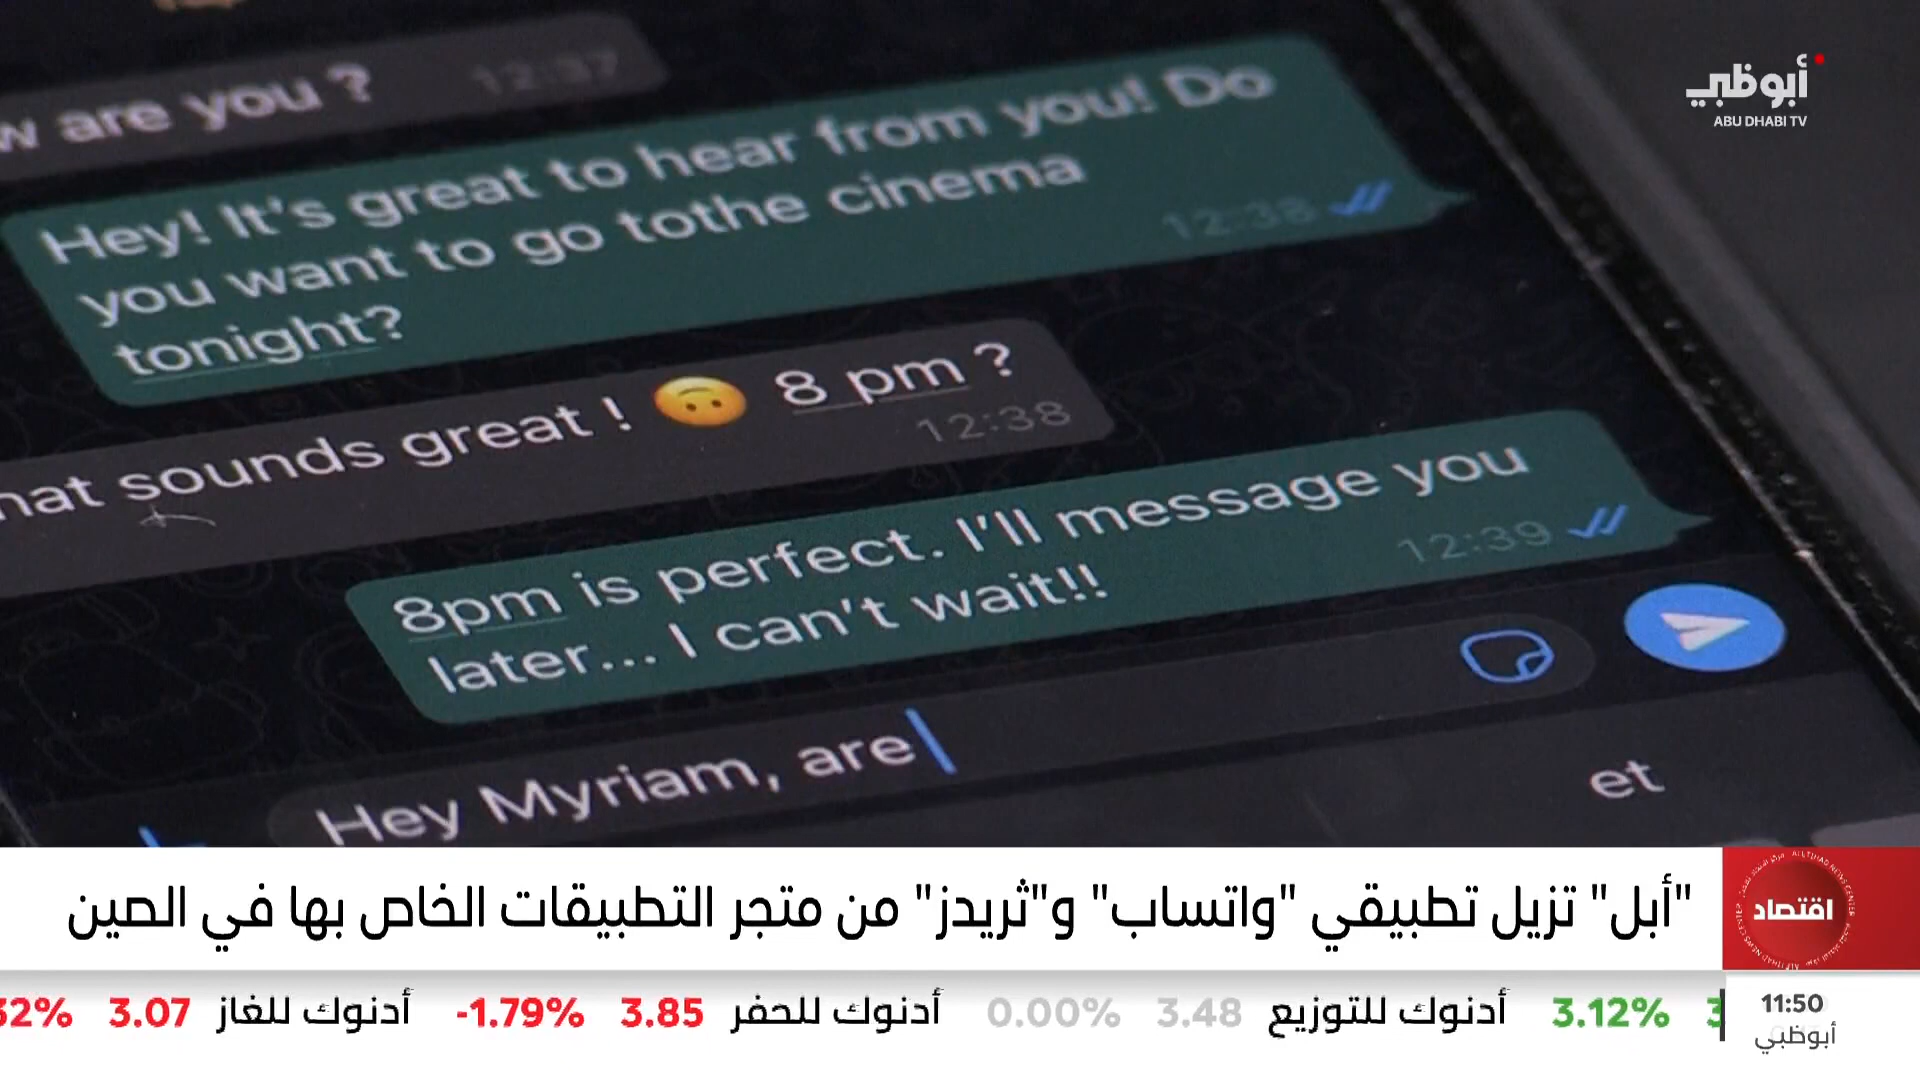 أبوظبي
ABU DHABI TV
w are you ? 12:37
Hey! It's great to hear from you! Do
you want to go tothe cinema
tonight? 12:38
hat sounds great ! 🙃 8 pm ?
12:38
8pm is perfect. I'll message you
later... I can't wait!! 12:39
Hey Myriam, are
et
"أبل" تزيل تطبيقي "واتساب" و"ثريدز" من متجر التطبيقات الخاص بها في الصين
اقتصاد
3.12% أدنوك للتوزيع 3.48 0.00% أدنوك للحفر 3.85 -1.79% أدنوك للغاز 3.07 32%
11:50
أبوظبي